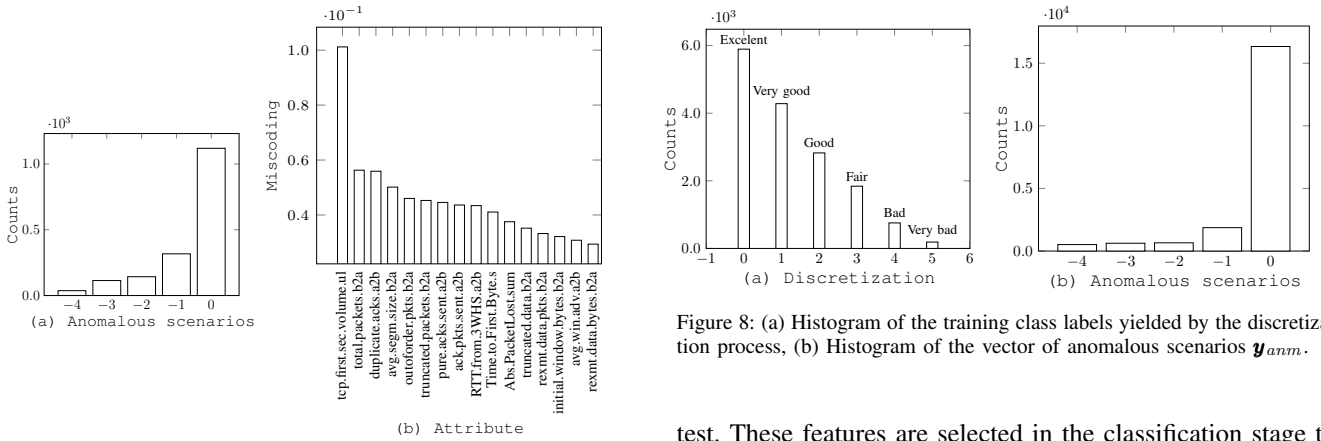 ·10³
1.0
0.5
0.0
Counts
−4 −3 −2 −1 0
(a) Anomalous scenarios
·10⁻¹
1.0
0.8
0.6
0.4
Miscoding
tcp.first.sec.volume.ul
total.packets.b2a
duplicate.acks.a2b
avg.segm.size.b2a
outoforder.pkts.b2a
truncated.packets.b2a
pure.acks.sent.a2b
ack.pkts.sent.a2b
RTT.from.3WHS.a2b
Time.to.First.Byte.s
Abs.PacketLost.sum
truncated.data.b2a
rexmt.data.pkts.b2a
initial.window.bytes.b2a
avg.win.adv.a2b
rexmt.data.bytes.b2a
(b) Attribute
·10³
6.0
4.0
2.0
0.0
Counts
Excelent
Very good
Good
Fair
Bad
Very bad
−1 0 1 2 3 4 5 6
(a) Discretization
·10⁴
1.5
1.0
0.5
0.0
Counts
−4 −3 −2 −1 0
(b) Anomalous scenarios
Figure 8: (a) Histogram of the training class labels yielded by the discretiza
tion process, (b) Histogram of the vector of anomalous scenarios y_anm.
test. These features are selected in the classification stage t